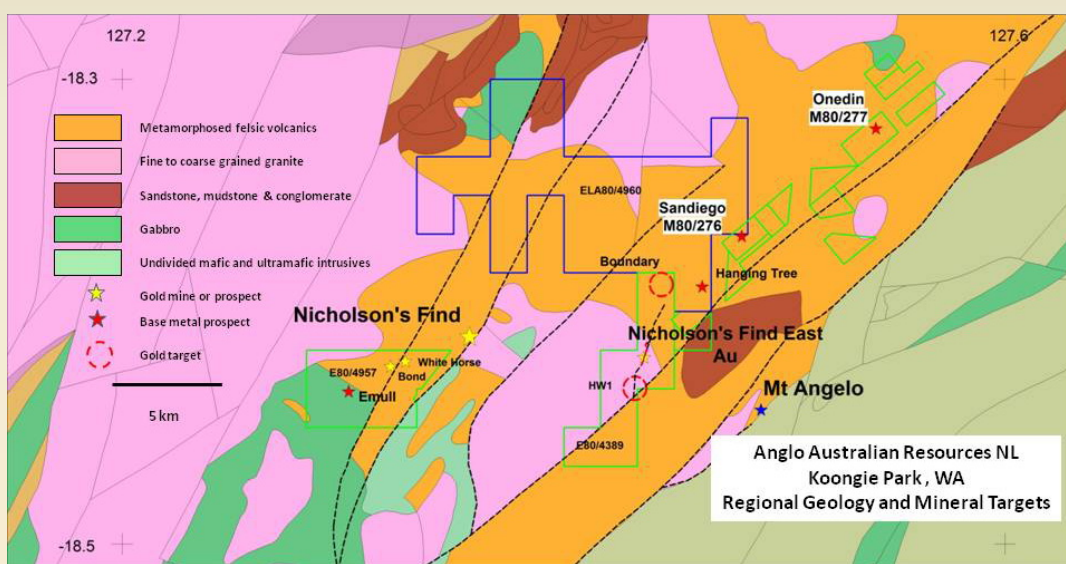 127.2
127.6
-18.3
Onedin
M80/277
Metamorphosed felsic volcanics
Fine to coarse grained granite
Sandstone, mudstone & conglomerate
Gabbro
Undivided mafic and ultramafic intrusives
Gold mine or prospect
Base metal prospect
Gold target
5 km
ELA80/4960
Sandiego
M80/276
Boundary
Hanging Tree
Nicholson's Find
Nicholson's Find East
Au
White Horse
E80/4957
Bond
Emull
HW1
Mt Angelo
E80/4389
Anglo Australian Resources NL
Koongie Park , WA
Regional Geology and Mineral Targets
-18.5